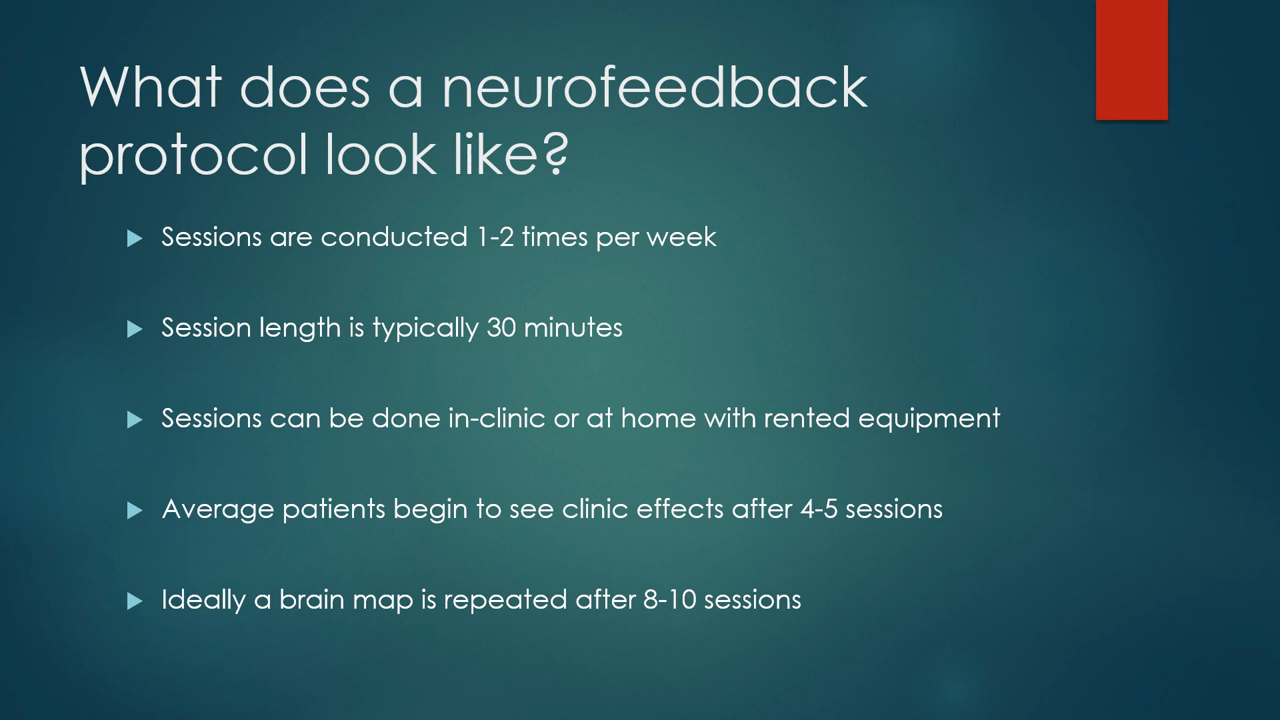 What does a neurofeedback
protocol look like?
Sessions are conducted 1-2 times per week
Session length is typically 30 minutes
Sessions can be done in-clinic or at home with rented equipment
Average patients begin to see clinic effects after 4-5 sessions
Ideally a brain map is repeated after 8-10 sessions